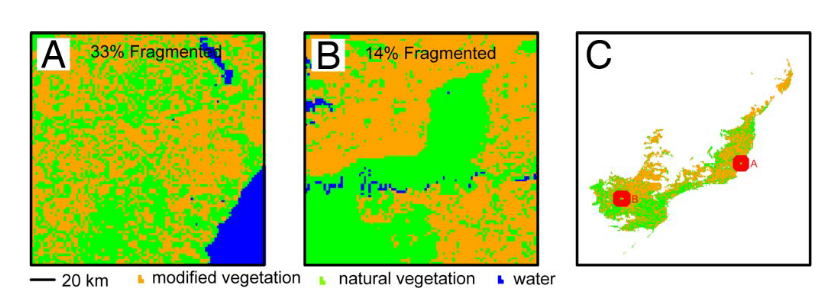 A 33% Fragmented
B 14% Fragmented
C
A
B
20 km modified vegetation natural vegetation water